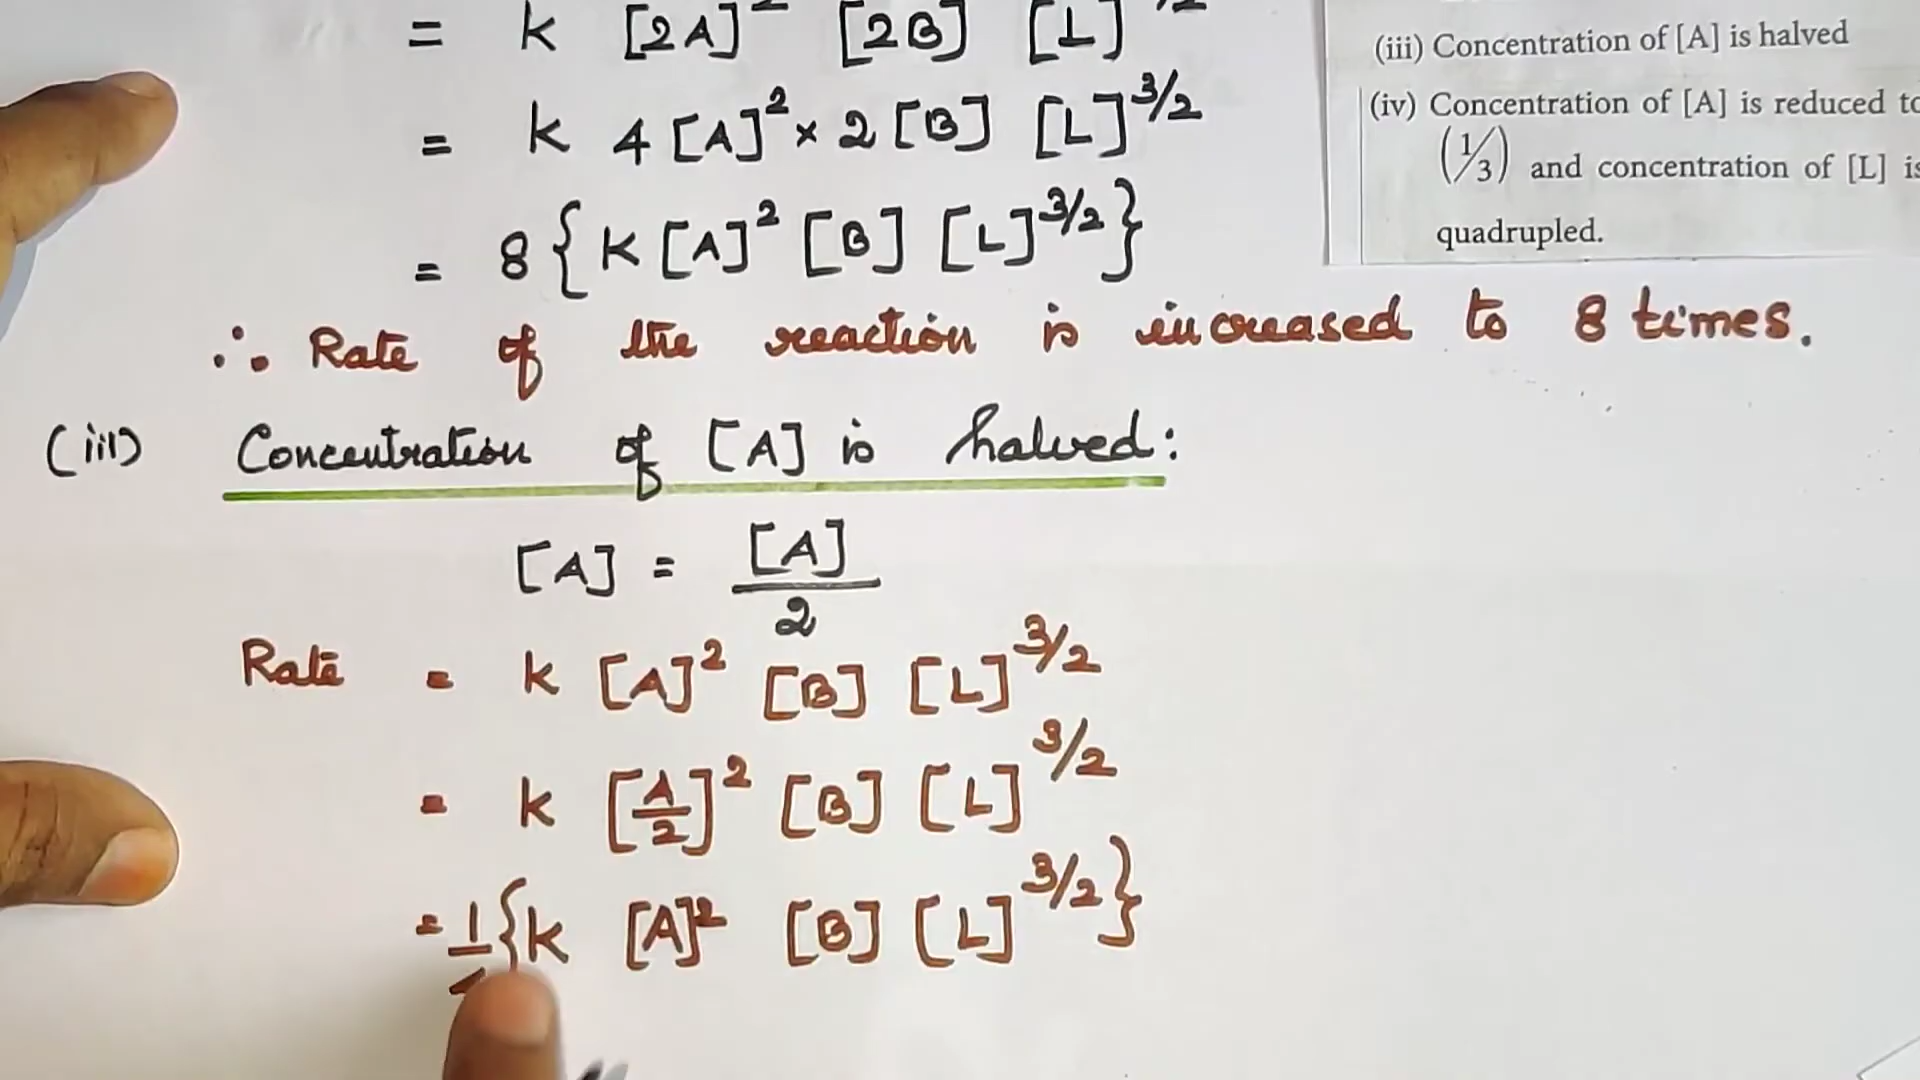 = k [2A]² [2B] [L]
= k 4 [A]² × 2 [B] [L]^3/2
= 8 { k [A]² [B] [L]^3/2 }
∴ Rate of the reaction is increased to 8 times.
(iii) Concentration of [A] is halved:
[A] = [A]/2
Rate = k [A]² [B] [L]^3/2
= k [A/2]² [B] [L]^3/2
= 1/ { k [A]² [B] [L]^3/2 }
(iii) Concentration of [A] is halved
(iv) Concentration of [A] is reduced to
(1/3) and concentration of [L] is
quadrupled.